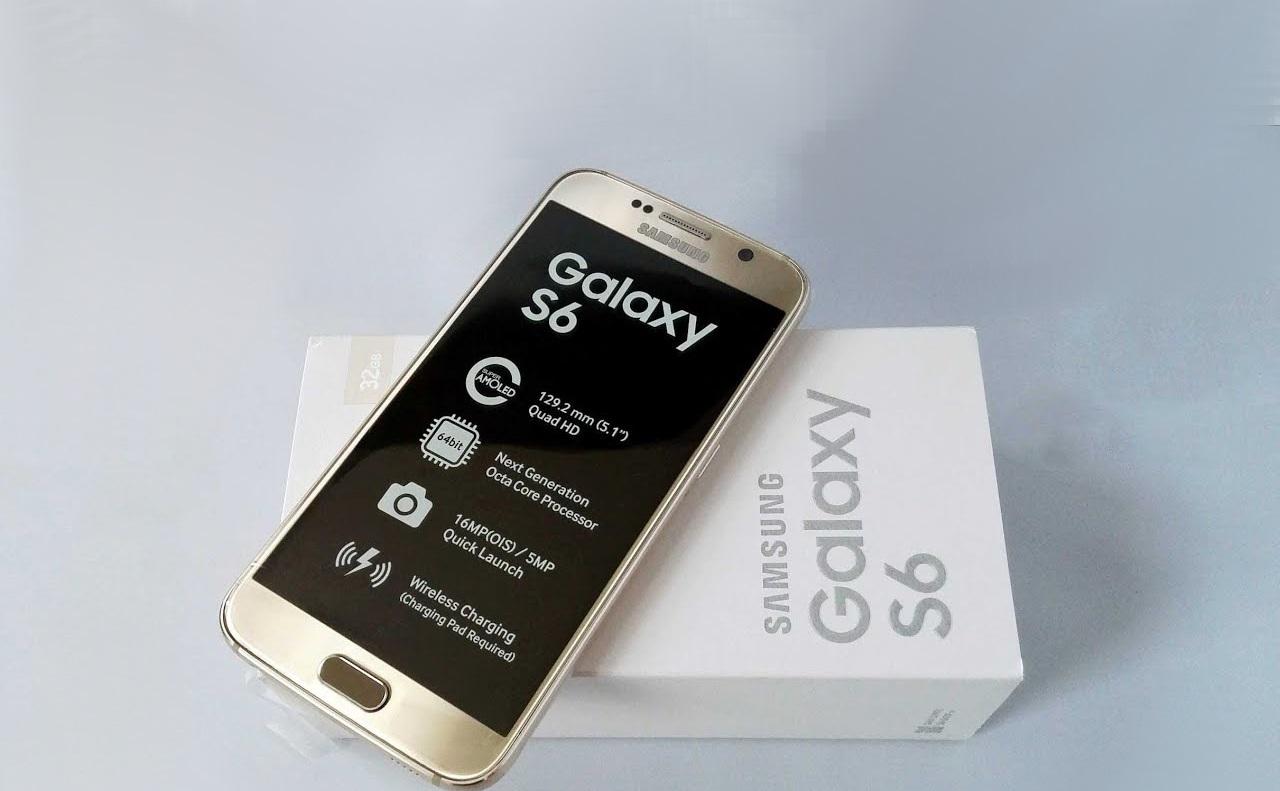 SAMSUNG
Galaxy
S6
SUPER
AMOLED
129.2 mm (5.1")
Quad HD
64bit
Next Generation
Octa Core Processor
16MP(OIS) / 5MP
Quick Launch
Wireless Charging
(Charging Pad Required)
32GB
SAMSUNG
Galaxy
S6